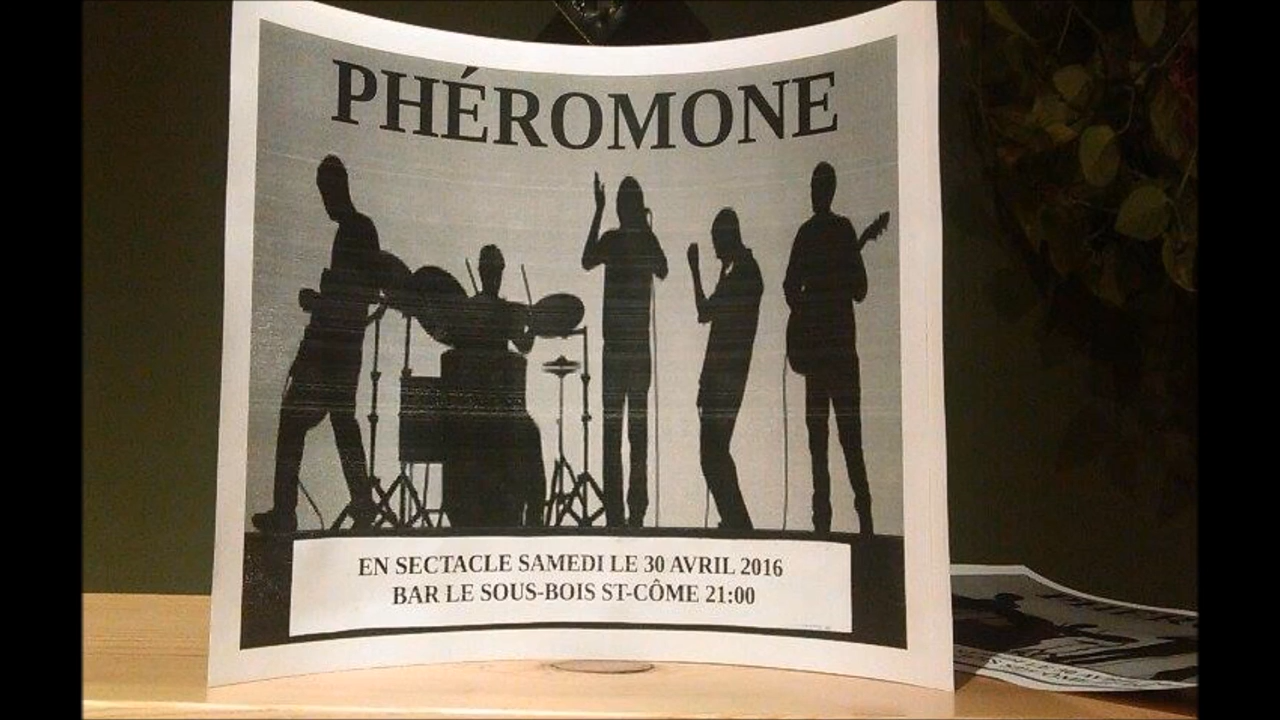 PHÉROMONE
EN SECTACLE SAMEDI LE 30 AVRIL 2016
BAR LE SOUS-BOIS ST-CÔME 21:00